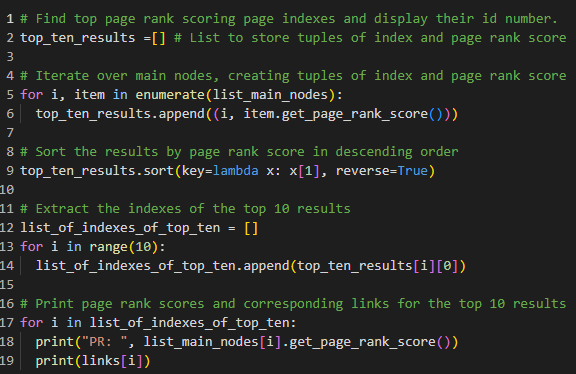 1 # Find top page rank scoring page indexes and display their id number.
2 top_ten_results =[] # List to store tuples of index and page rank score
3
4 # Iterate over main nodes, creating tuples of index and page rank score
5 for i, item in enumerate(list_main_nodes):
6   top_ten_results.append((i, item.get_page_rank_score()))
7
8 # Sort the results by page rank score in descending order
9 top_ten_results.sort(key=lambda x: x[1], reverse=True)
10
11 # Extract the indexes of the top 10 results
12 list_of_indexes_of_top_ten = []
13 for i in range(10):
14   list_of_indexes_of_top_ten.append(top_ten_results[i][0])
15
16 # Print page rank scores and corresponding links for the top 10 results
17 for i in list_of_indexes_of_top_ten:
18   print("PR: ", list_main_nodes[i].get_page_rank_score())
19   print(links[i])